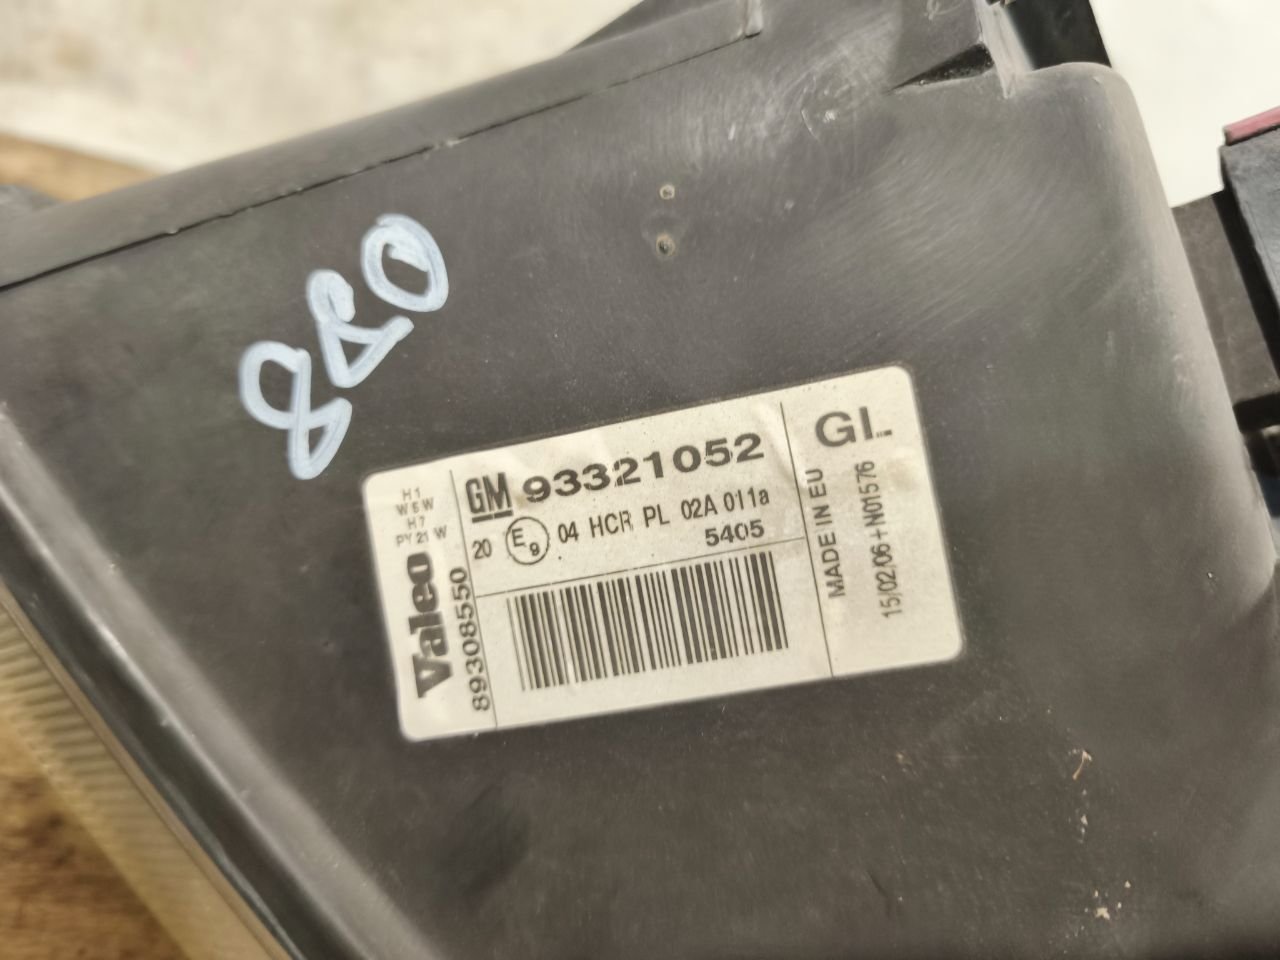 880
H1
W5W
H7
PY21W
Valeo
89308550
GM 93321052
20 E9 04 HCR PL 02A 011a
5405
GL
MADE IN EU
15/02/06+N01576